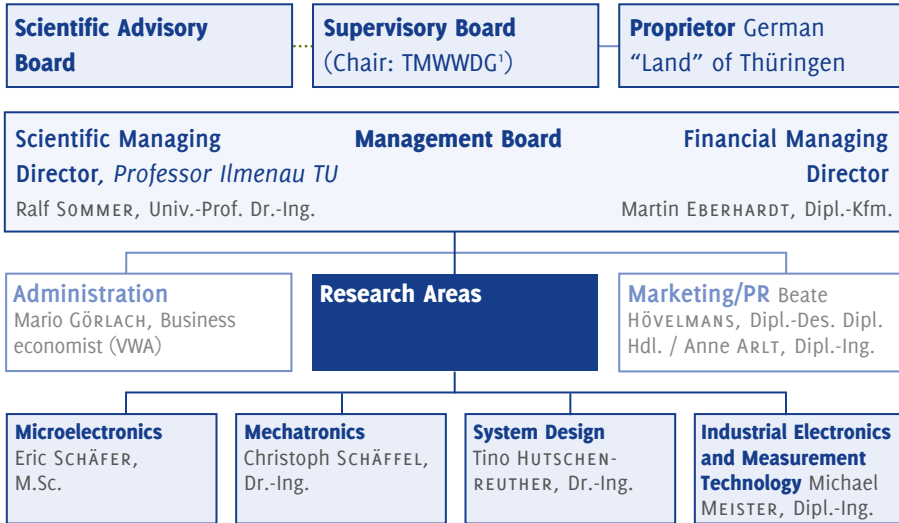 Scientific Advisory
Board
Supervisory Board
(Chair: TMWWDG¹)
Proprietor German
“Land” of Thüringen
Scientific Managing
Director, Professor Ilmenau TU
Ralf SOMMER, Univ.-Prof. Dr.-Ing.
Management Board
Financial Managing
Director
Martin EBERHARDT, Dipl.-Kfm.
Administration
Mario GÖRLACH, Business
economist (VWA)
Research Areas
Marketing/PR Beate
HÖVELMANS, Dipl.-Des. Dipl.
Hdl. / Anne ARLT, Dipl.-Ing.
Microelectronics
Eric SCHÄFER,
M.Sc.
Mechatronics
Christoph SCHÄFFEL,
Dr.-Ing.
System Design
Tino HUTSCHEN-
REUTHER, Dr.-Ing.
Industrial Electronics
and Measurement
Technology Michael
MEISTER, Dipl.-Ing.